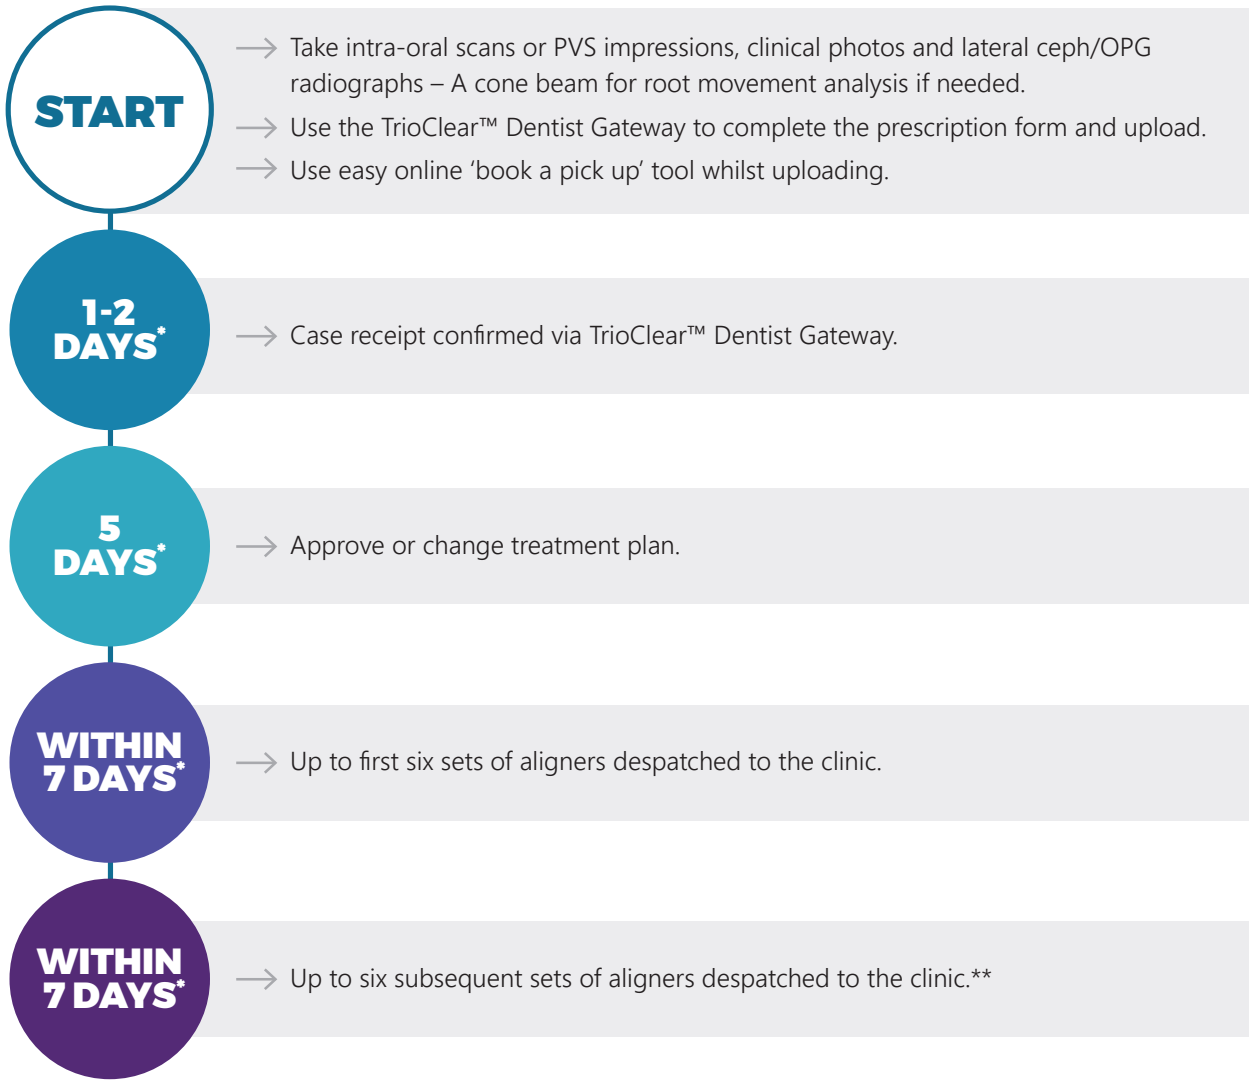 START
Take intra-oral scans or PVS impressions, clinical photos and lateral ceph/OPG
radiographs – A cone beam for root movement analysis if needed.
Use the TrioClear™ Dentist Gateway to complete the prescription form and upload.
Use easy online ‘book a pick up’ tool whilst uploading.
1-2
DAYS*
Case receipt confirmed via TrioClear™ Dentist Gateway.
5
DAYS*
Approve or change treatment plan.
WITHIN
7 DAYS*
Up to first six sets of aligners despatched to the clinic.
WITHIN
7 DAYS*
Up to six subsequent sets of aligners despatched to the clinic.**